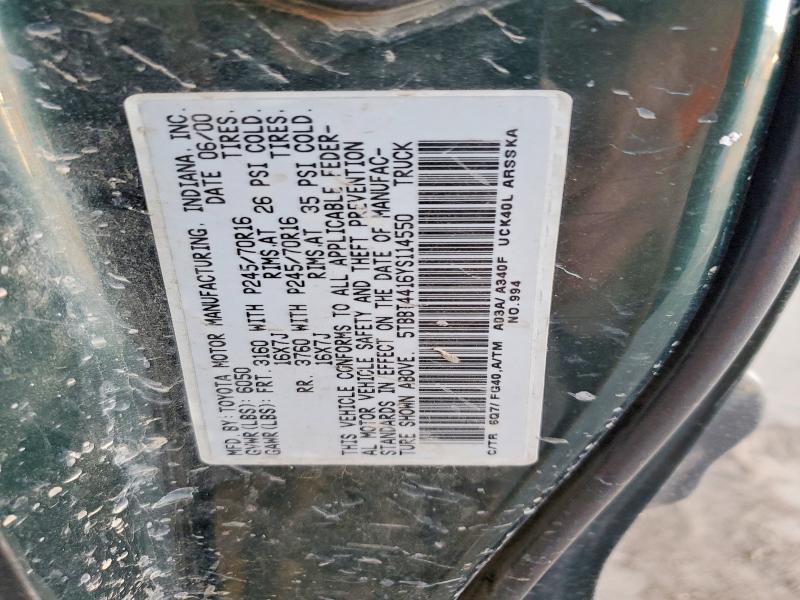 MFD. BY: TOYOTA MOTOR MANUFACTURING, INDIANA, INC.
GVWR(LBS): 6050 DATE 06/00
GAWR(LBS): FRT. 3160 WITH P245/70R16 TIRES,
16X7J RIMS.AT 26 PSI COLD.
RR. 3760 WITH P245/70R16 TIRES,
16X7J RIMS.AT 35 PSI COLD.
THIS VEHICLE CONFORMS TO ALL APPLICABLE FEDER-
AL MOTOR VEHICLE SAFETY AND THEFT PREVENTION
STANDARDS IN EFFECT ON THE DATE OF MANUFAC-
TURE SHOWN ABOVE. 5TBBT4416YS114550 TRUCK
C/TR 6Q7/FG40,A/TM A03A/A340F UCK40L ARSSKA
NO.994